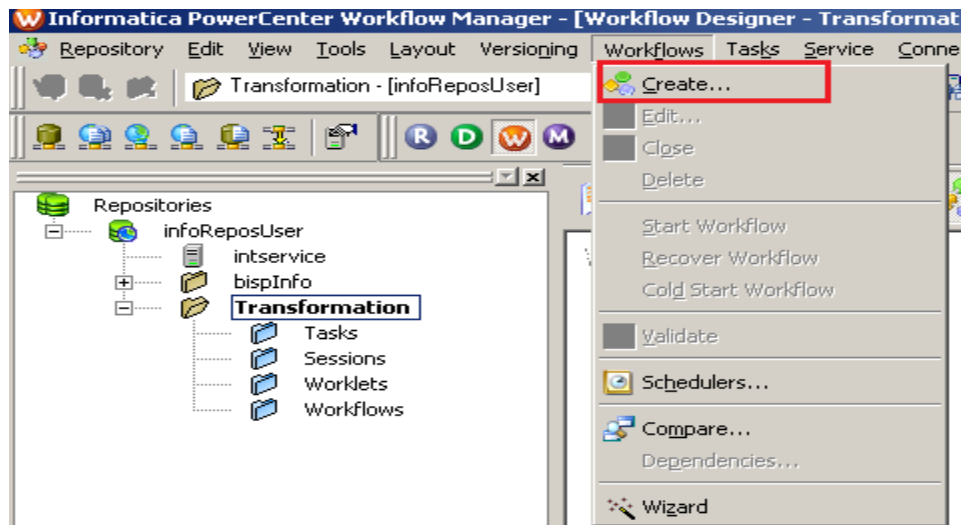 Informatica PowerCenter Workflow Manager - [Workflow Designer - Transformat
Repository Edit View Tools Layout Versioning Workflows Tasks Service Conne
Transformation - [infoReposUser]
R D W M
Repositories
infoReposUser
intservice
bispInfo
Transformation
Tasks
Sessions
Worklets
Workflows
Create...
Edit...
Close
Delete
Start Workflow
Recover Workflow
Cold Start Workflow
Validate
Schedulers...
Compare...
Dependencies...
Wizard